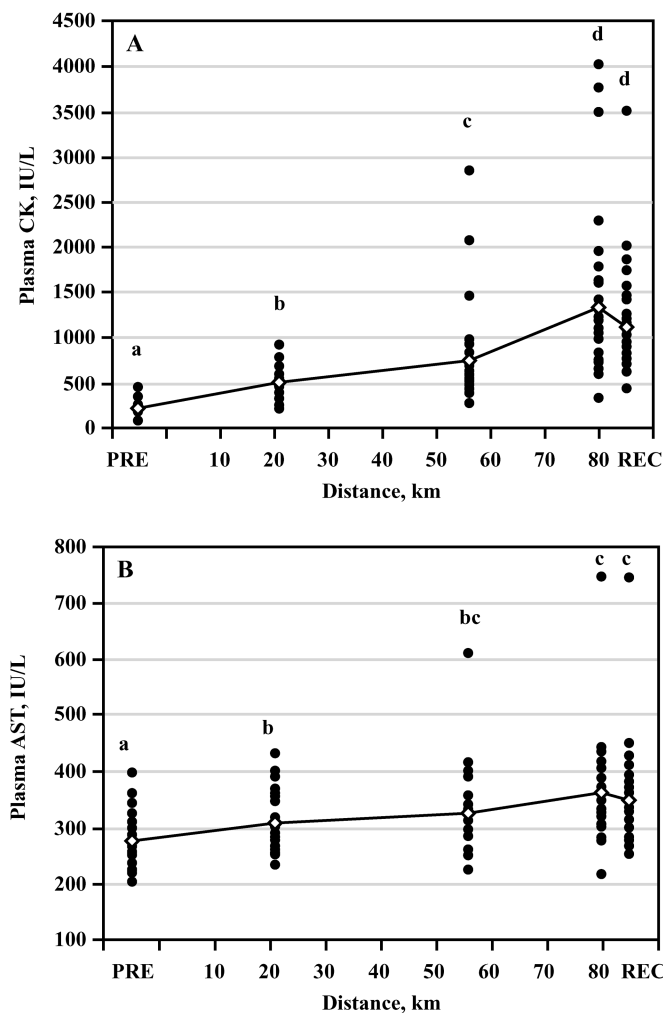 A
4500
4000
3500
3000
2500
2000
1500
1000
500
0
Plasma CK, IU/L
a
b
c
d
d
PRE 10 20 30 40 50 60 70 80 REC
Distance, km
B
800
700
600
500
400
300
200
100
Plasma AST, IU/L
a
b
bc
c
c
PRE 10 20 30 40 50 60 70 80 REC
Distance, km